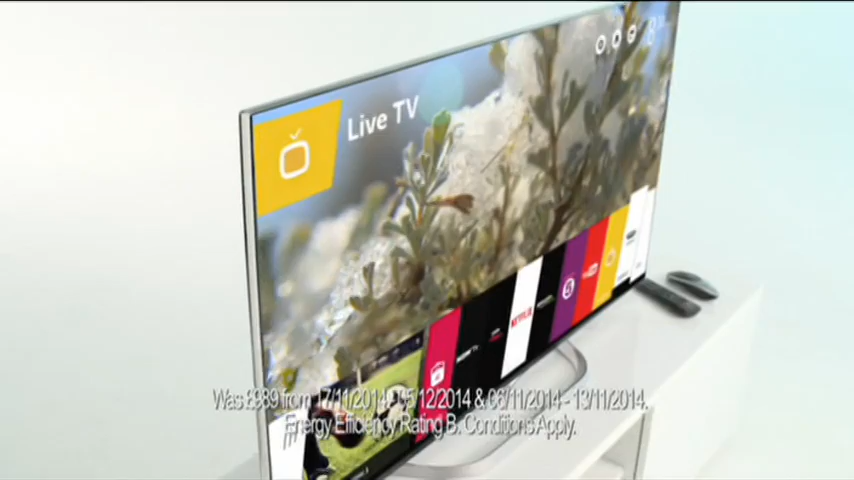 Live TV
NETFLIX
Was £989 from 17/11/2014 - 05/12/2014 & 06/11/2014 - 13/11/2014.
Energy Efficiency Rating B. Conditions Apply.